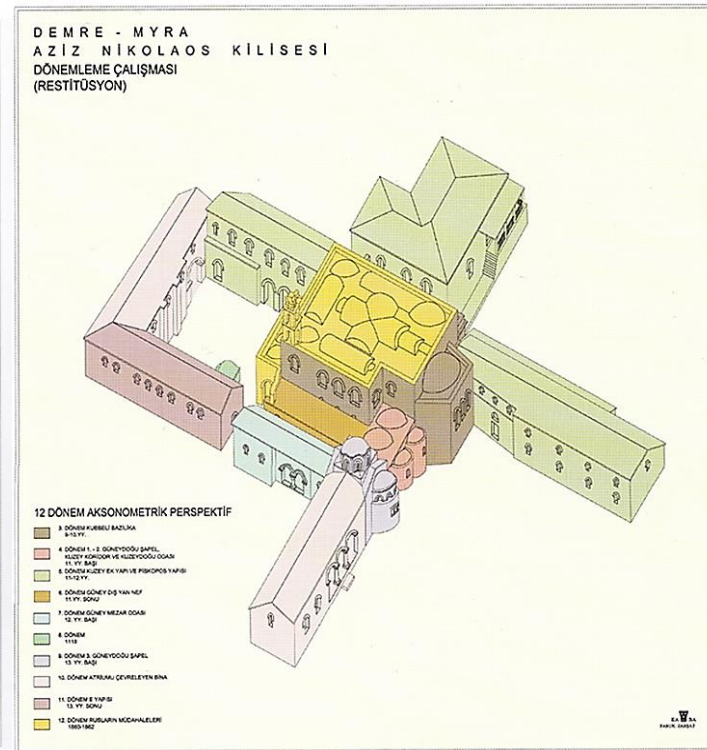 DEMRE - MYRA
AZİZ NİKOLAOS KİLİSESİ
DÖNEMLEME ÇALIŞMASI
(RESTİTÜSYON)
12 DÖNEM AKSONOMETRİK PERSPEKTİF
3. DÖNEM KUBBELİ BAZİLİKA
9-10.YY.
4. DÖNEM 1. - 2. GÜNEYDOĞU ŞAPEL,
KUZEY KORİDOR VE KUZEYDOĞU ODASI
11. YY. BAŞI
5. DÖNEM KUZEY EK YAPI VE PİSKOPOS YAPISI
11-12.YY.
6. DÖNEM GÜNEY DIŞ YAN NEF
11.YY. SONU
7. DÖNEM GÜNEY MEZAR ODASI
12. YY. BAŞI
8. DÖNEM
1118
9. DÖNEM 3. GÜNEYDOĞU ŞAPEL
13. YY. BAŞI
10. DÖNEM ATRİUMU ÇEVRELEYEN BİNA
11. DÖNEM E YAPISI
13. YY. SONU
12. DÖNEM RUSLARIN MÜDAHALELERİ
1860-1862
KA BA